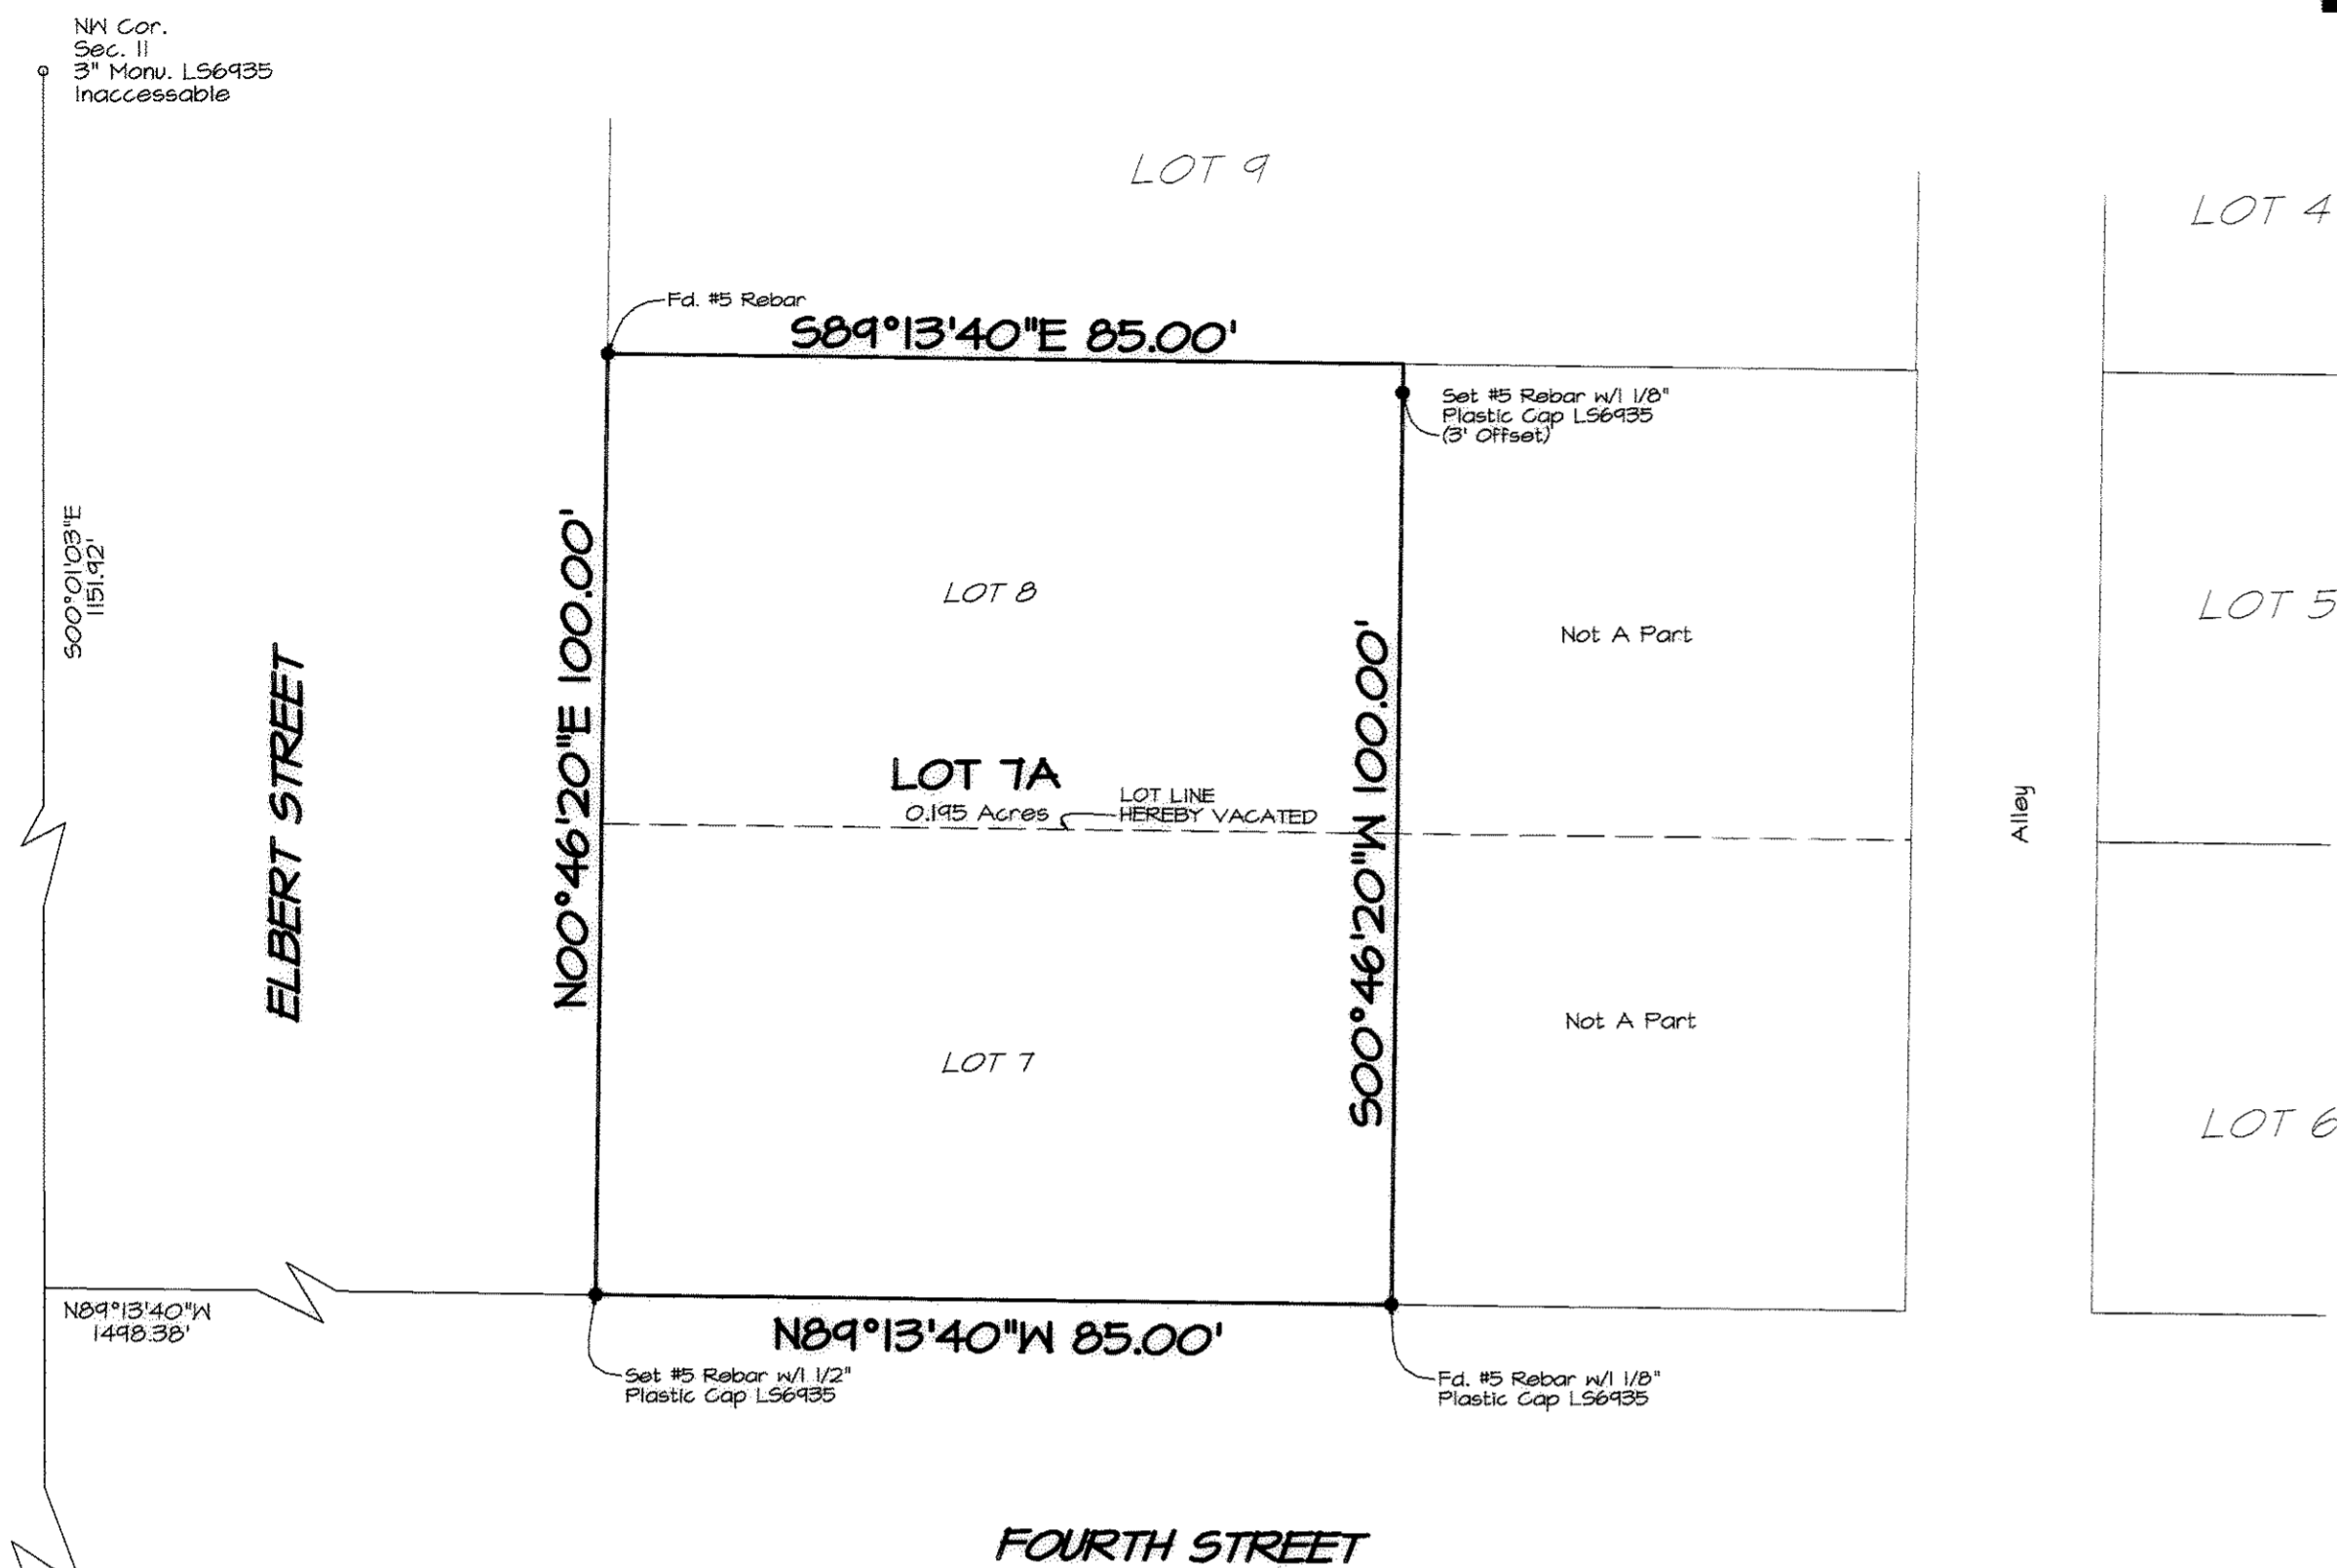 NW Cor.
Sec. 11
3" Monu. LS6935
Inaccessable
LOT 9
LOT 4
Fd. #5 Rebar
S89°13'40"E 85.00'
Set #5 Rebar w/1 1/8"
Plastic Cap LS6935
(3' Offset)
S00°01'03"E
1151.92'
N00°46'20"E 100.00'
LOT 8
S00°46'20"W 100.00'
Not A Part
LOT 5
ELBERT STREET
LOT 7A
0.195 Acres
LOT LINE
HEREBY VACATED
Alley
LOT 7
Not A Part
LOT 6
N89°13'40"W
1498.38'
N89°13'40"W 85.00'
Set #5 Rebar w/1 1/2"
Plastic Cap LS6935
Fd. #5 Rebar w/1 1/8"
Plastic Cap LS6935
FOURTH STREET